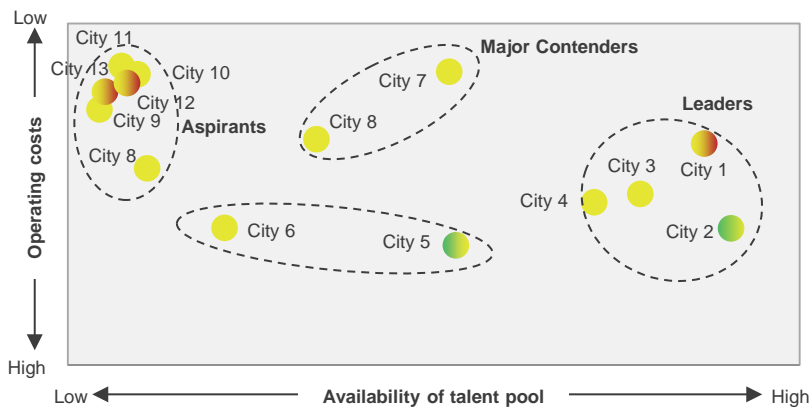 Low
City 11
City 13
City 10
City 12
City 9
Aspirants
City 8
Major Contenders
City 7
City 8
Leaders
City 1
City 3
City 4
City 2
City 6
City 5
Operating costs
High
Low
Availability of talent pool
High